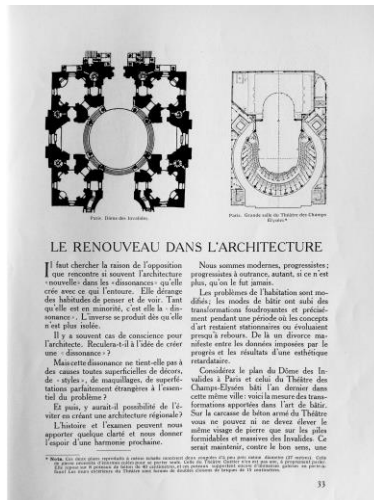 Paris. Dôme des Invalides.
Paris. Grande salle du Théâtre des Champs
Élysées*
LE RENOUVEAU DANS L'ARCHITECTURE
Il faut chercher la raison de l'opposition
que rencontre si souvent l'architecture
« nouvelle » dans les « dissonances » qu'elle
crée avec ce qui l'entoure. Elle dérange
des habitudes de penser et de voir. Tant
qu'elle est en minorité, c'est elle la « dis-
sonance ». L'inverse se produit dès qu'elle
n'est plus isolée.
Il y a souvent cas de conscience pour
l'architecte. Reculera-t-il à l'idée de créer
une « dissonance » ?
Mais cette dissonance ne tient-elle pas à
des causes toutes superficielles de décors,
de « styles », de maquillages, de superfé-
tations parfaitement étrangères à l'essen-
tiel du problème ?
Et puis, y aurait-il possibilité de l'é-
viter en créant une architecture régionale ?
L'histoire et l'examen peuvent nous
apporter quelque clarté et nous donner
l'espoir d'une harmonie prochaine.
Nous sommes modernes, progressistes ;
progressistes à outrance, autant, si ce n'est
plus, qu'on le fut jamais.
Les problèmes de l'habitation sont mo-
difiés ; les modes de bâtir ont subi des
transformations foudroyantes et précisé-
ment pendant une période où les concepts
d'art restaient stationnaires ou évoluaient
presqu'à rebours. De là un divorce ma-
nifeste entre les données imposées par le
progrès et les résultats d'une esthétique
retardataire.
Considérez le plan du Dôme des In-
valides à Paris et celui du Théâtre des
Champs-Elysées bâti l'an dernier dans
cette même ville : voici la mesure des trans-
formations apportées dans l'art de bâtir.
Sur la carcasse de béton armé du Théâtre
vous ne pouvez ni ne devez élever le
même visage de pierre que sur les piles
formidables et massives des Invalides. Ce
serait maintenir, contre le bon sens, une
33